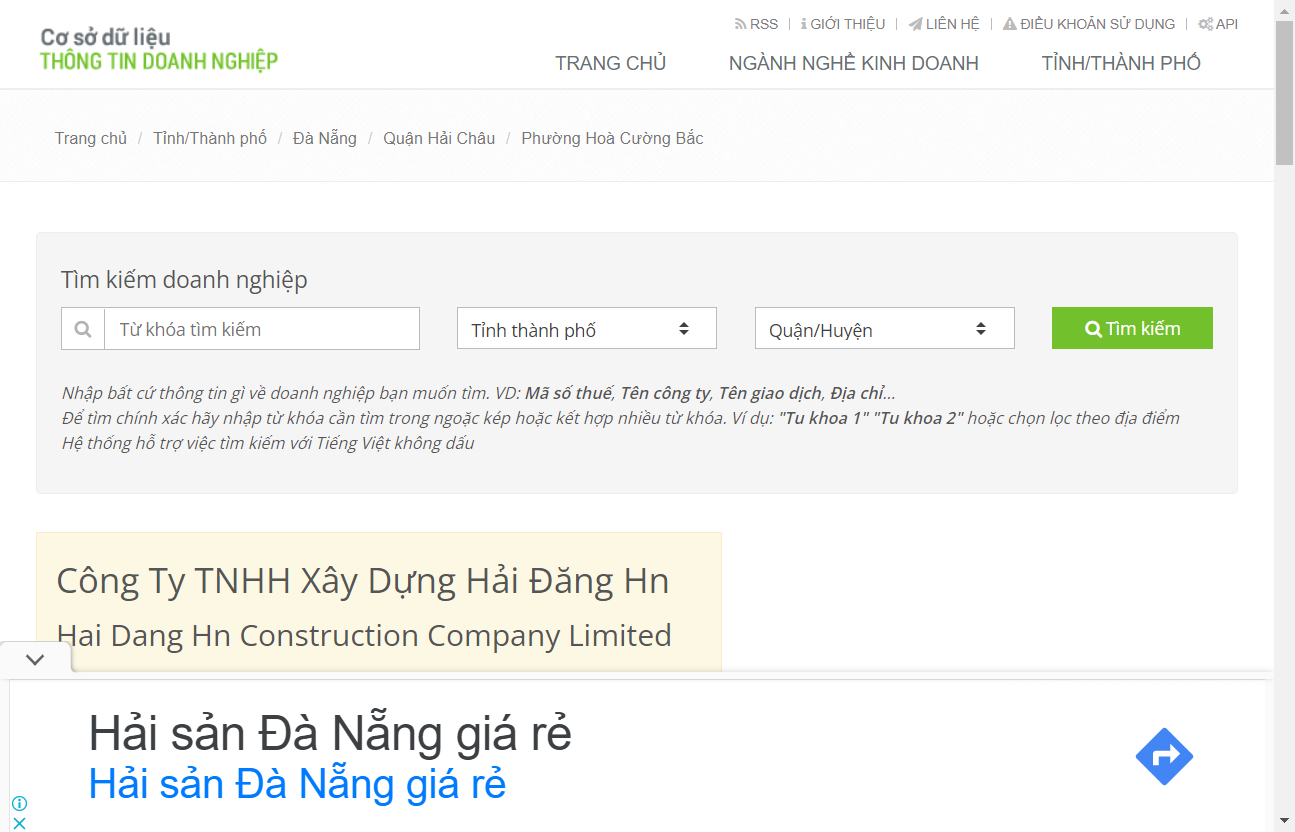 Cơ sở dữ liệu
THÔNG TIN DOANH NGHIỆP
RSS | GIỚI THIỆU | LIÊN HỆ | ĐIỀU KHOẢN SỬ DỤNG | API
TRANG CHỦ NGÀNH NGHỀ KINH DOANH TỈNH/THÀNH PHỐ
Trang chủ / Tỉnh/Thành phố / Đà Nẵng / Quận Hải Châu / Phường Hoà Cường Bắc
Tìm kiếm doanh nghiệp
Từ khóa tìm kiếm Tỉnh thành phố Quận/Huyện Tìm kiếm
Nhập bất cứ thông tin gì về doanh nghiệp bạn muốn tìm. VD: Mã số thuế, Tên công ty, Tên giao dịch, Địa chỉ...
Để tìm chính xác hãy nhập từ khóa cần tìm trong ngoặc kép hoặc kết hợp nhiều từ khóa. Ví dụ: "Tu khoa 1" "Tu khoa 2" hoặc chọn lọc theo địa điểm
Hệ thống hỗ trợ việc tìm kiếm với Tiếng Việt không dấu
Công Ty TNHH Xây Dựng Hải Đăng Hn
Hai Dang Hn Construction Company Limited
Hải sản Đà Nẵng giá rẻ
Hải sản Đà Nẵng giá rẻ